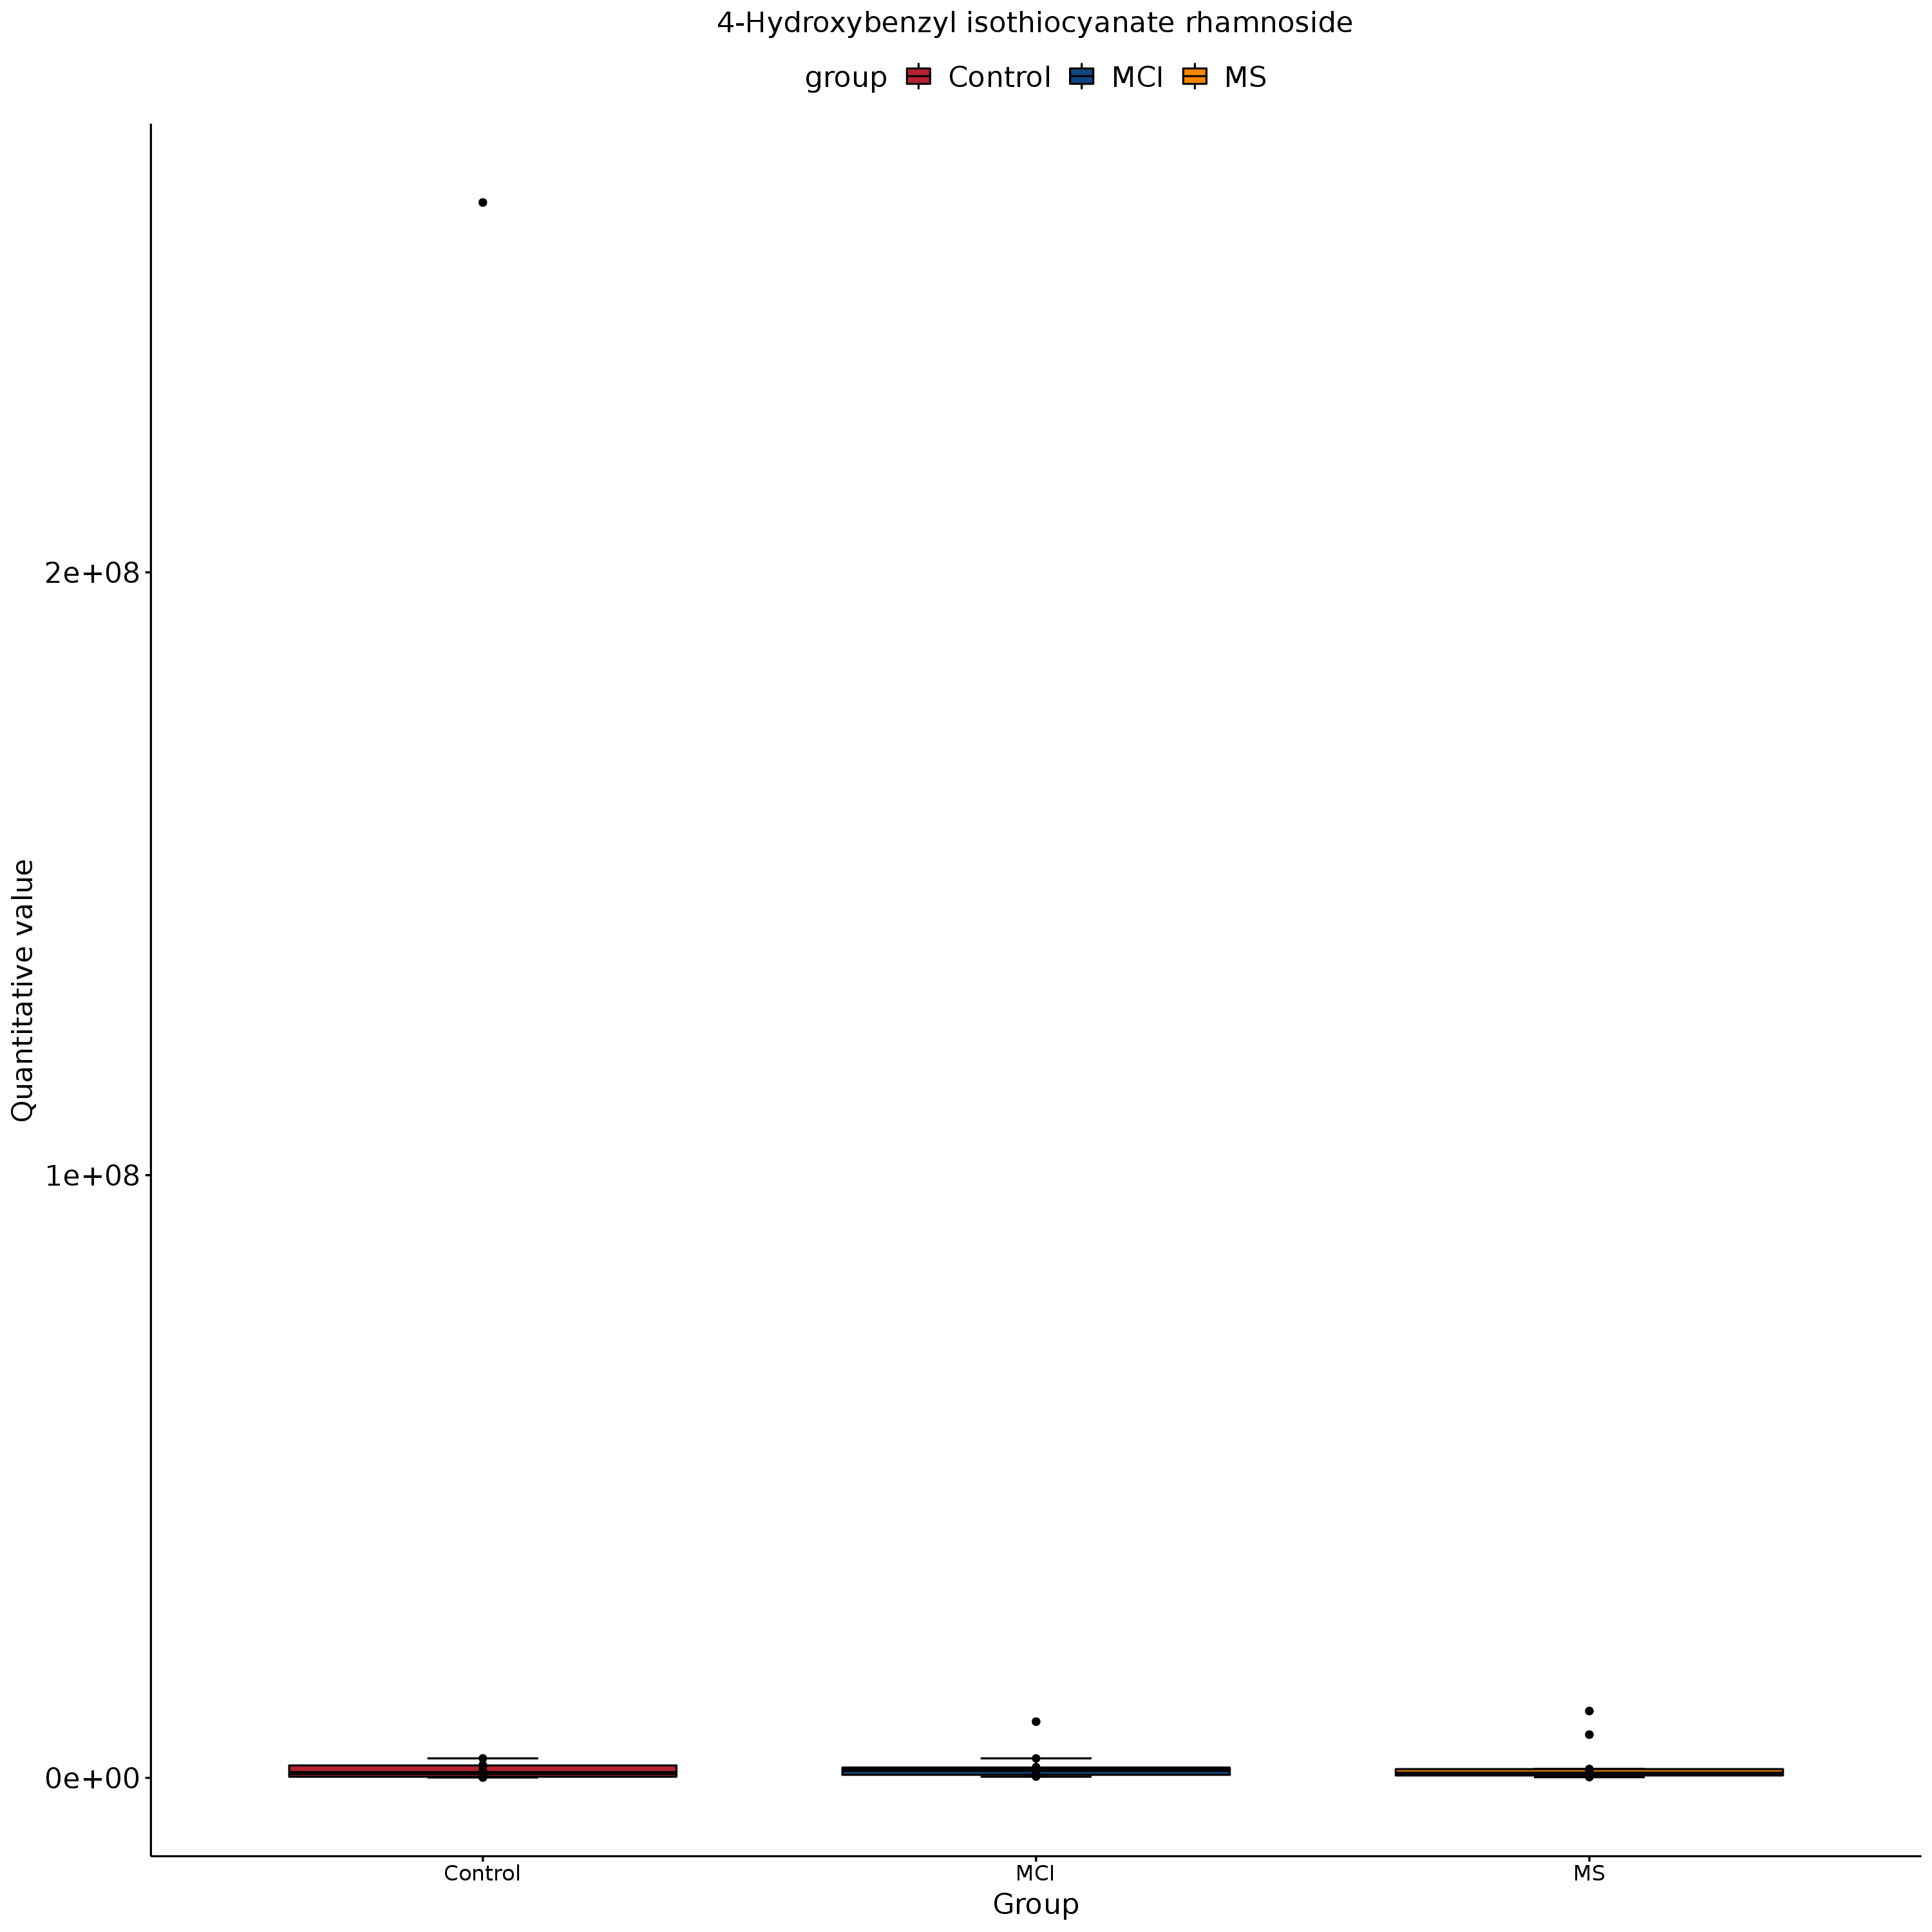 4-Hydroxybenzyl isothiocyanate rhamnoside
group Control MCI MS
Quantitative value
2e+08
1e+08
0e+00
Control MCI MS
Group